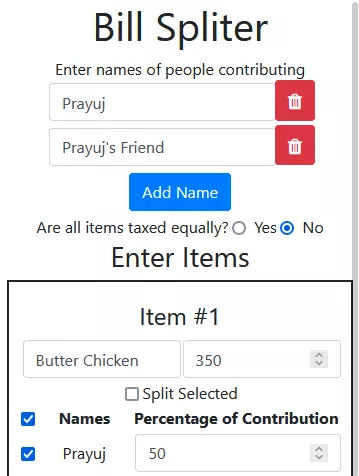 Bill Spliter
Enter names of people contributing
Prayuj
Prayuj's Friend
Add Name
Are all items taxed equally? Yes No
Enter Items
Item #1
Butter Chicken 350
Split Selected
Names Percentage of Contribution
Prayuj 50